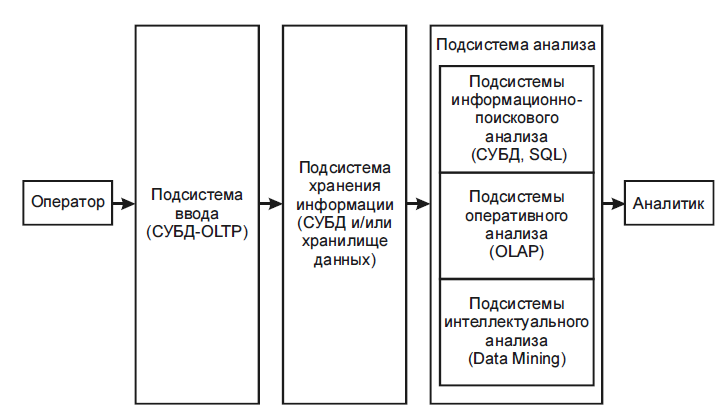 Оператор
Подсистема
ввода
(СУБД-OLTP)
Подсистема
хранения
информации
(СУБД и/или
хранилище
данных)
Подсистема анализа
Подсистемы
информационно-
поискового
анализа
(СУБД, SQL)
Подсистемы
оперативного
анализа
(OLAP)
Подсистемы
интеллектуального
анализа
(Data Mining)
Аналитик